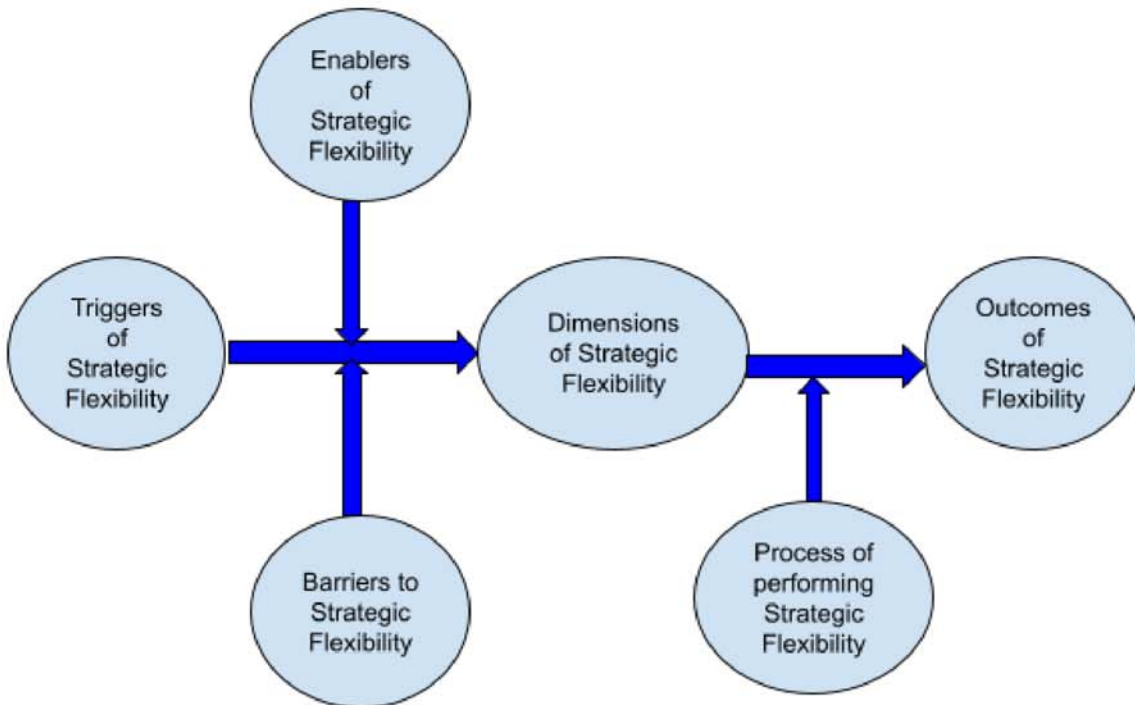 Enablers
of
Strategic
Flexibility
Triggers
of
Strategic
Flexibility
Dimensions
of Strategic
Flexibility
Outcomes
of
Strategic
Flexibility
Barriers to
Strategic
Flexibility
Process of
performing
Strategic
Flexibility